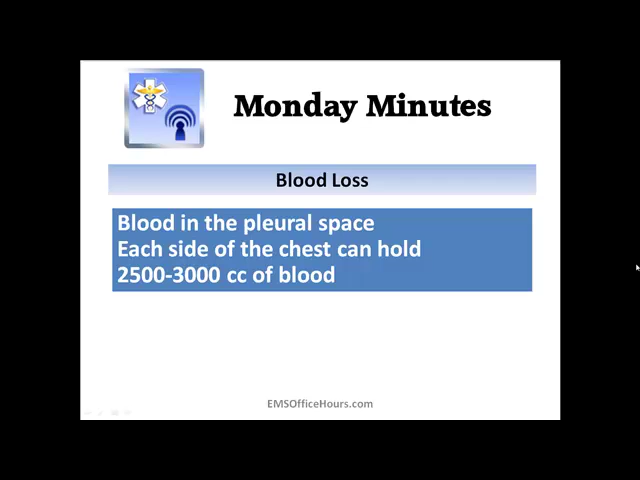 Monday Minutes
Blood Loss
Blood in the pleural space
Each side of the chest can hold
2500-3000 cc of blood
EMSOfficeHours.com